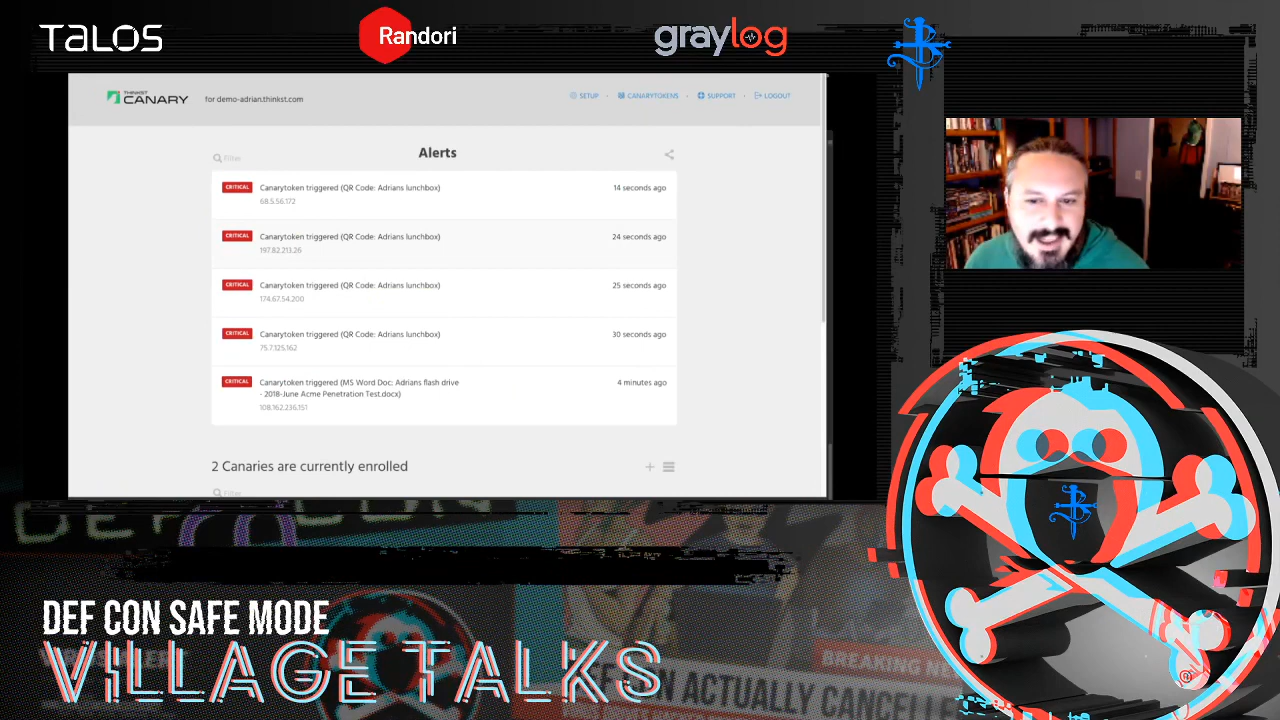 TALOS
Randori
graylog
THINKST
CANARY
for demo-adrian.thinkst.com
SETUP
CANARYTOKENS
SUPPORT
LOGOUT
Filter
Alerts
CRITICAL
Canarytoken triggered (QR Code: Adrians lunchbox)
14 seconds ago
68.5.56.172
CRITICAL
Canarytoken triggered (QR Code: Adrians lunchbox)
24 seconds ago
197.82.213.26
CRITICAL
Canarytoken triggered (QR Code: Adrians lunchbox)
25 seconds ago
174.67.54.200
CRITICAL
Canarytoken triggered (QR Code: Adrians lunchbox)
30 seconds ago
75.7.125.162
CRITICAL
Canarytoken triggered (MS Word Doc: Adrians flash drive
4 minutes ago
- 2018-June Acme Penetration Test.docx)
108.162.236.151
2 Canaries are currently enrolled
Filter
DEF CON
DEF CON SAFE MODE
VILLAGE TALKS
BREAKING
CON ACTUALLY CANCELLE